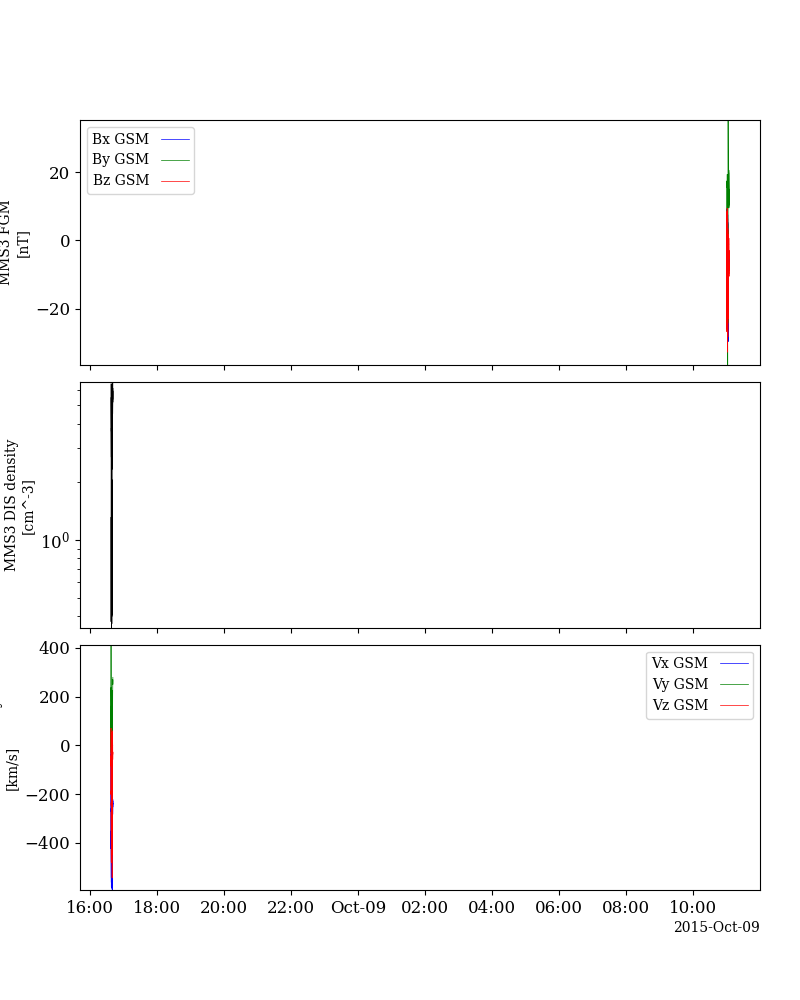 Bx GSM
By GSM
Bz GSM
20
0
−20
MMS3 FGM
[nT]
10^0
MMS3 DIS density
[cm^-3]
Vx GSM
Vy GSM
Vz GSM
400
200
0
−200
−400
[km/s]
16:00 18:00 20:00 22:00 Oct-09 02:00 04:00 06:00 08:00 10:00
2015-Oct-09